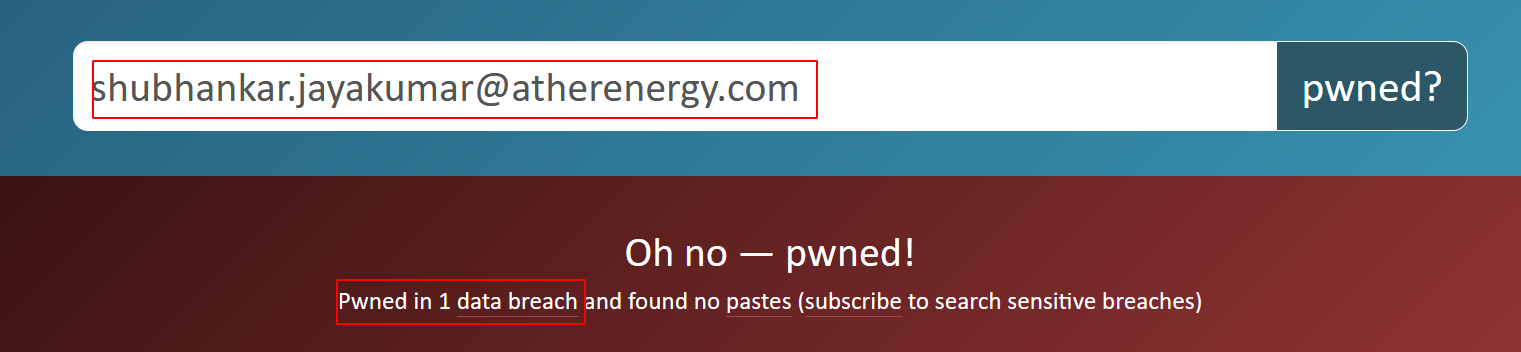 shubhankar.jayakumar@atherenergy.com pwned?
Oh no — pwned!
Pwned in 1 data breach and found no pastes (subscribe to search sensitive breaches)